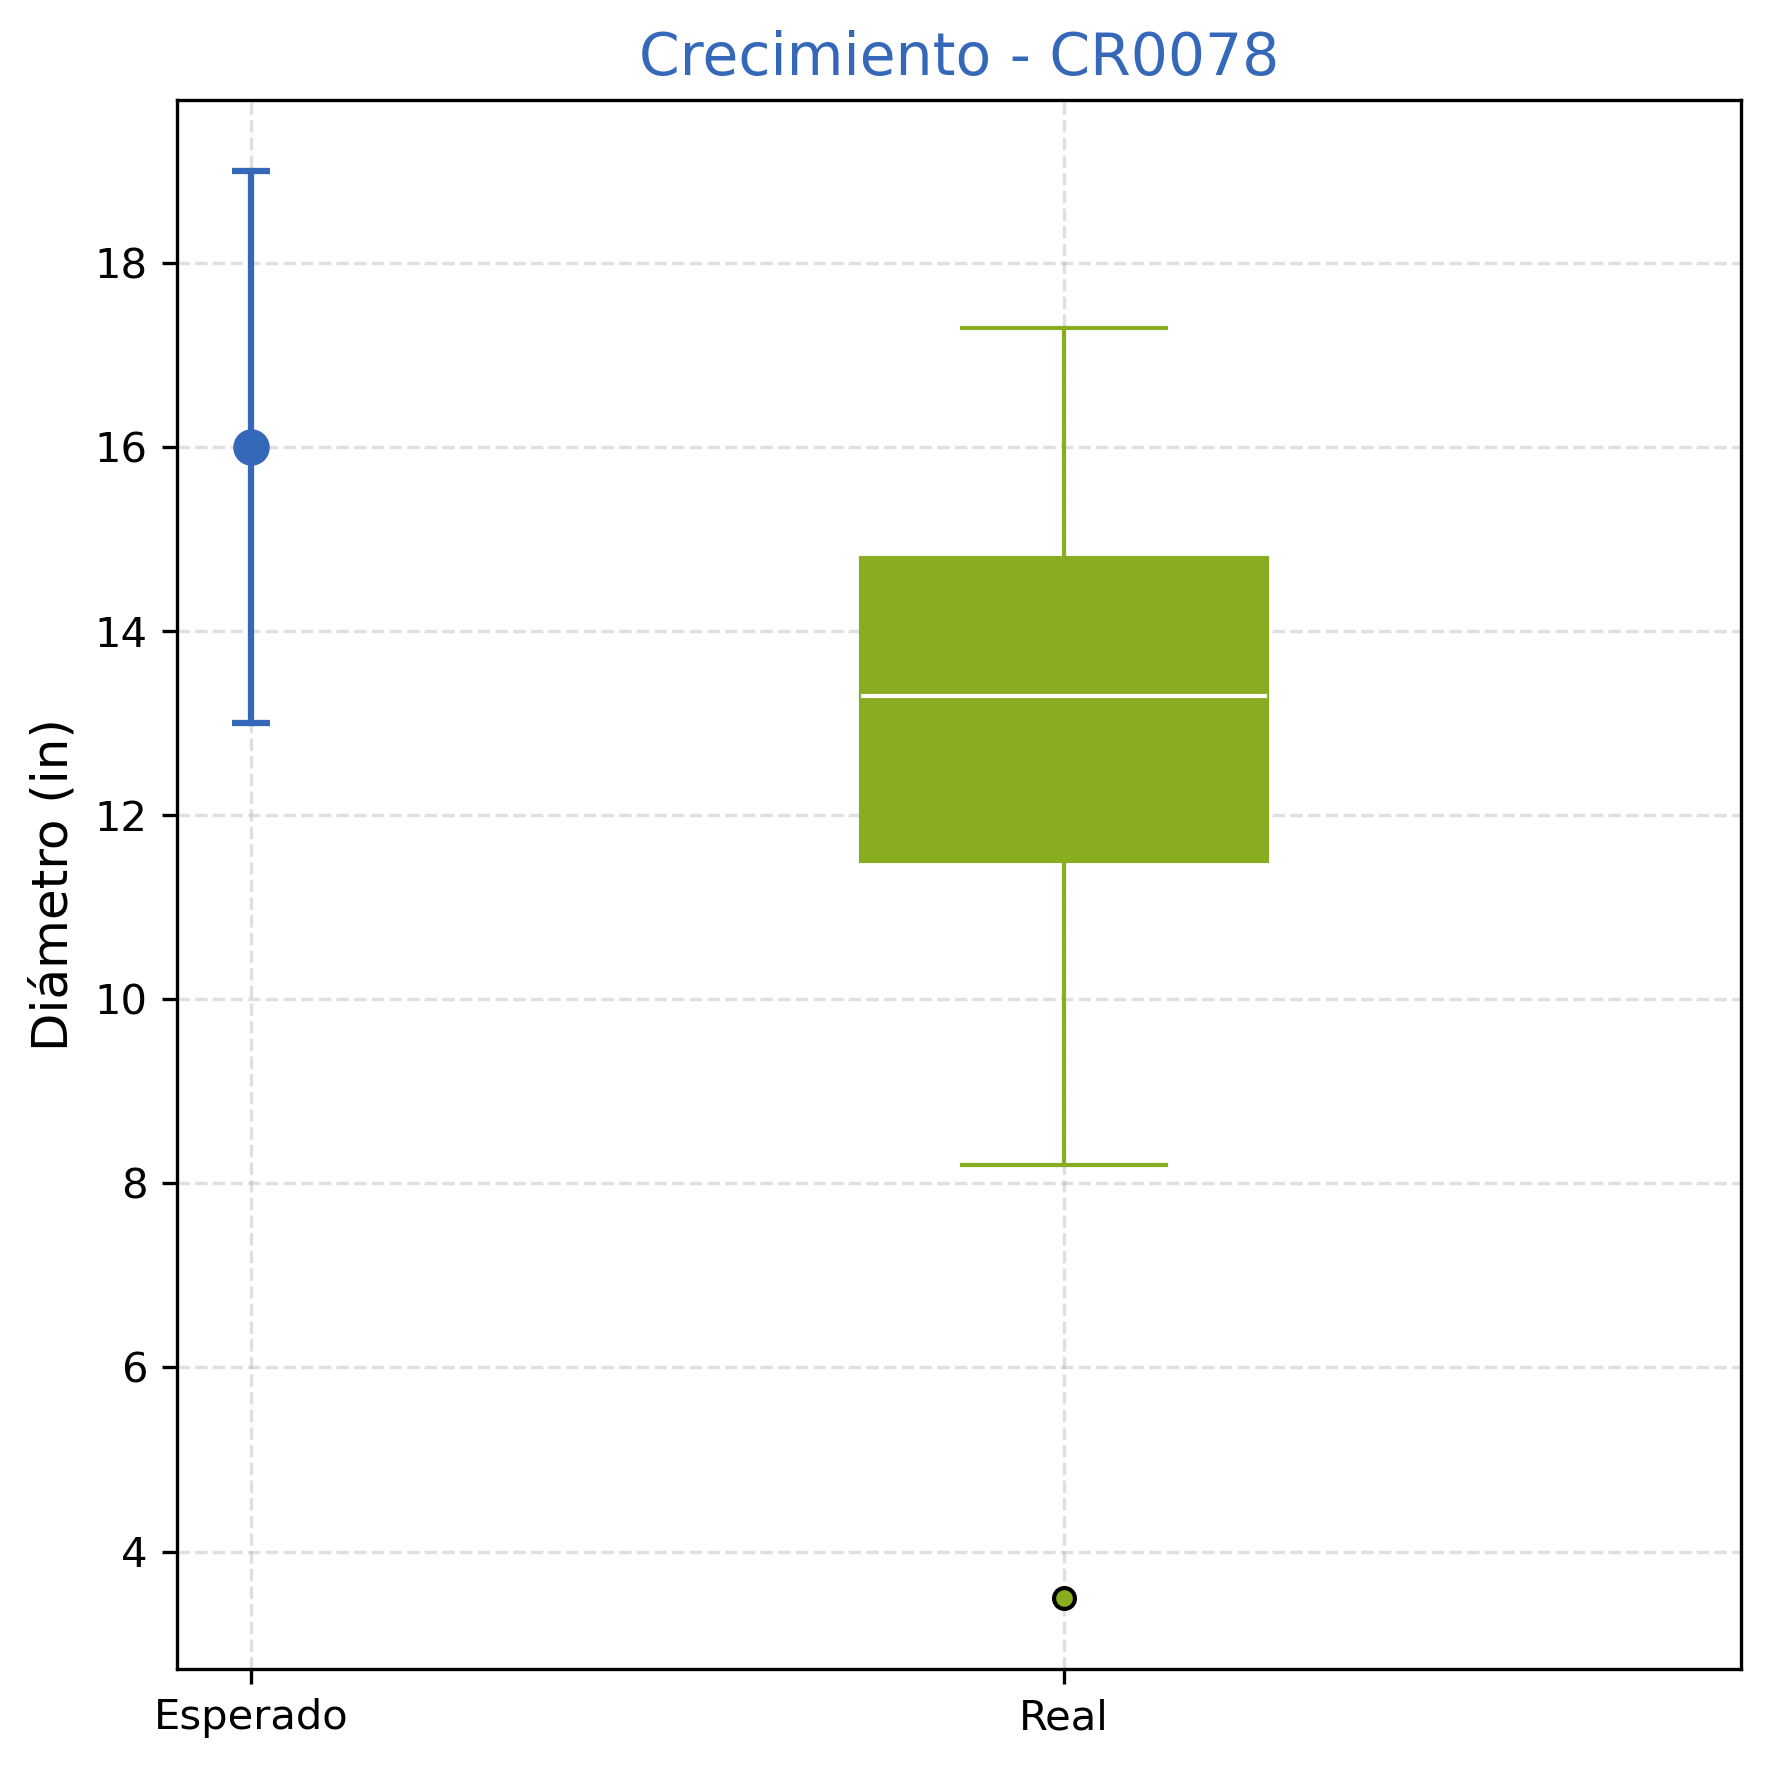 Crecimiento - CR0078
Diámetro (in)
18
16
14
12
10
8
6
4
Esperado
Real